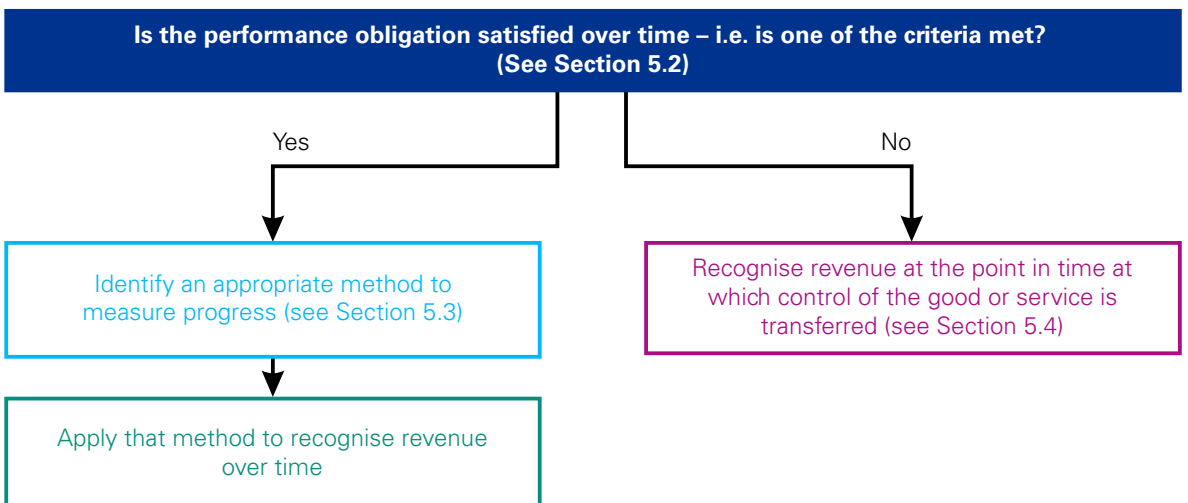 Is the performance obligation satisfied over time – i.e. is one of the criteria met?
(See Section 5.2)
Yes
No
Identify an appropriate method to
measure progress (see Section 5.3)
Recognise revenue at the point in time at
which control of the good or service is
transferred (see Section 5.4)
Apply that method to recognise revenue
over time